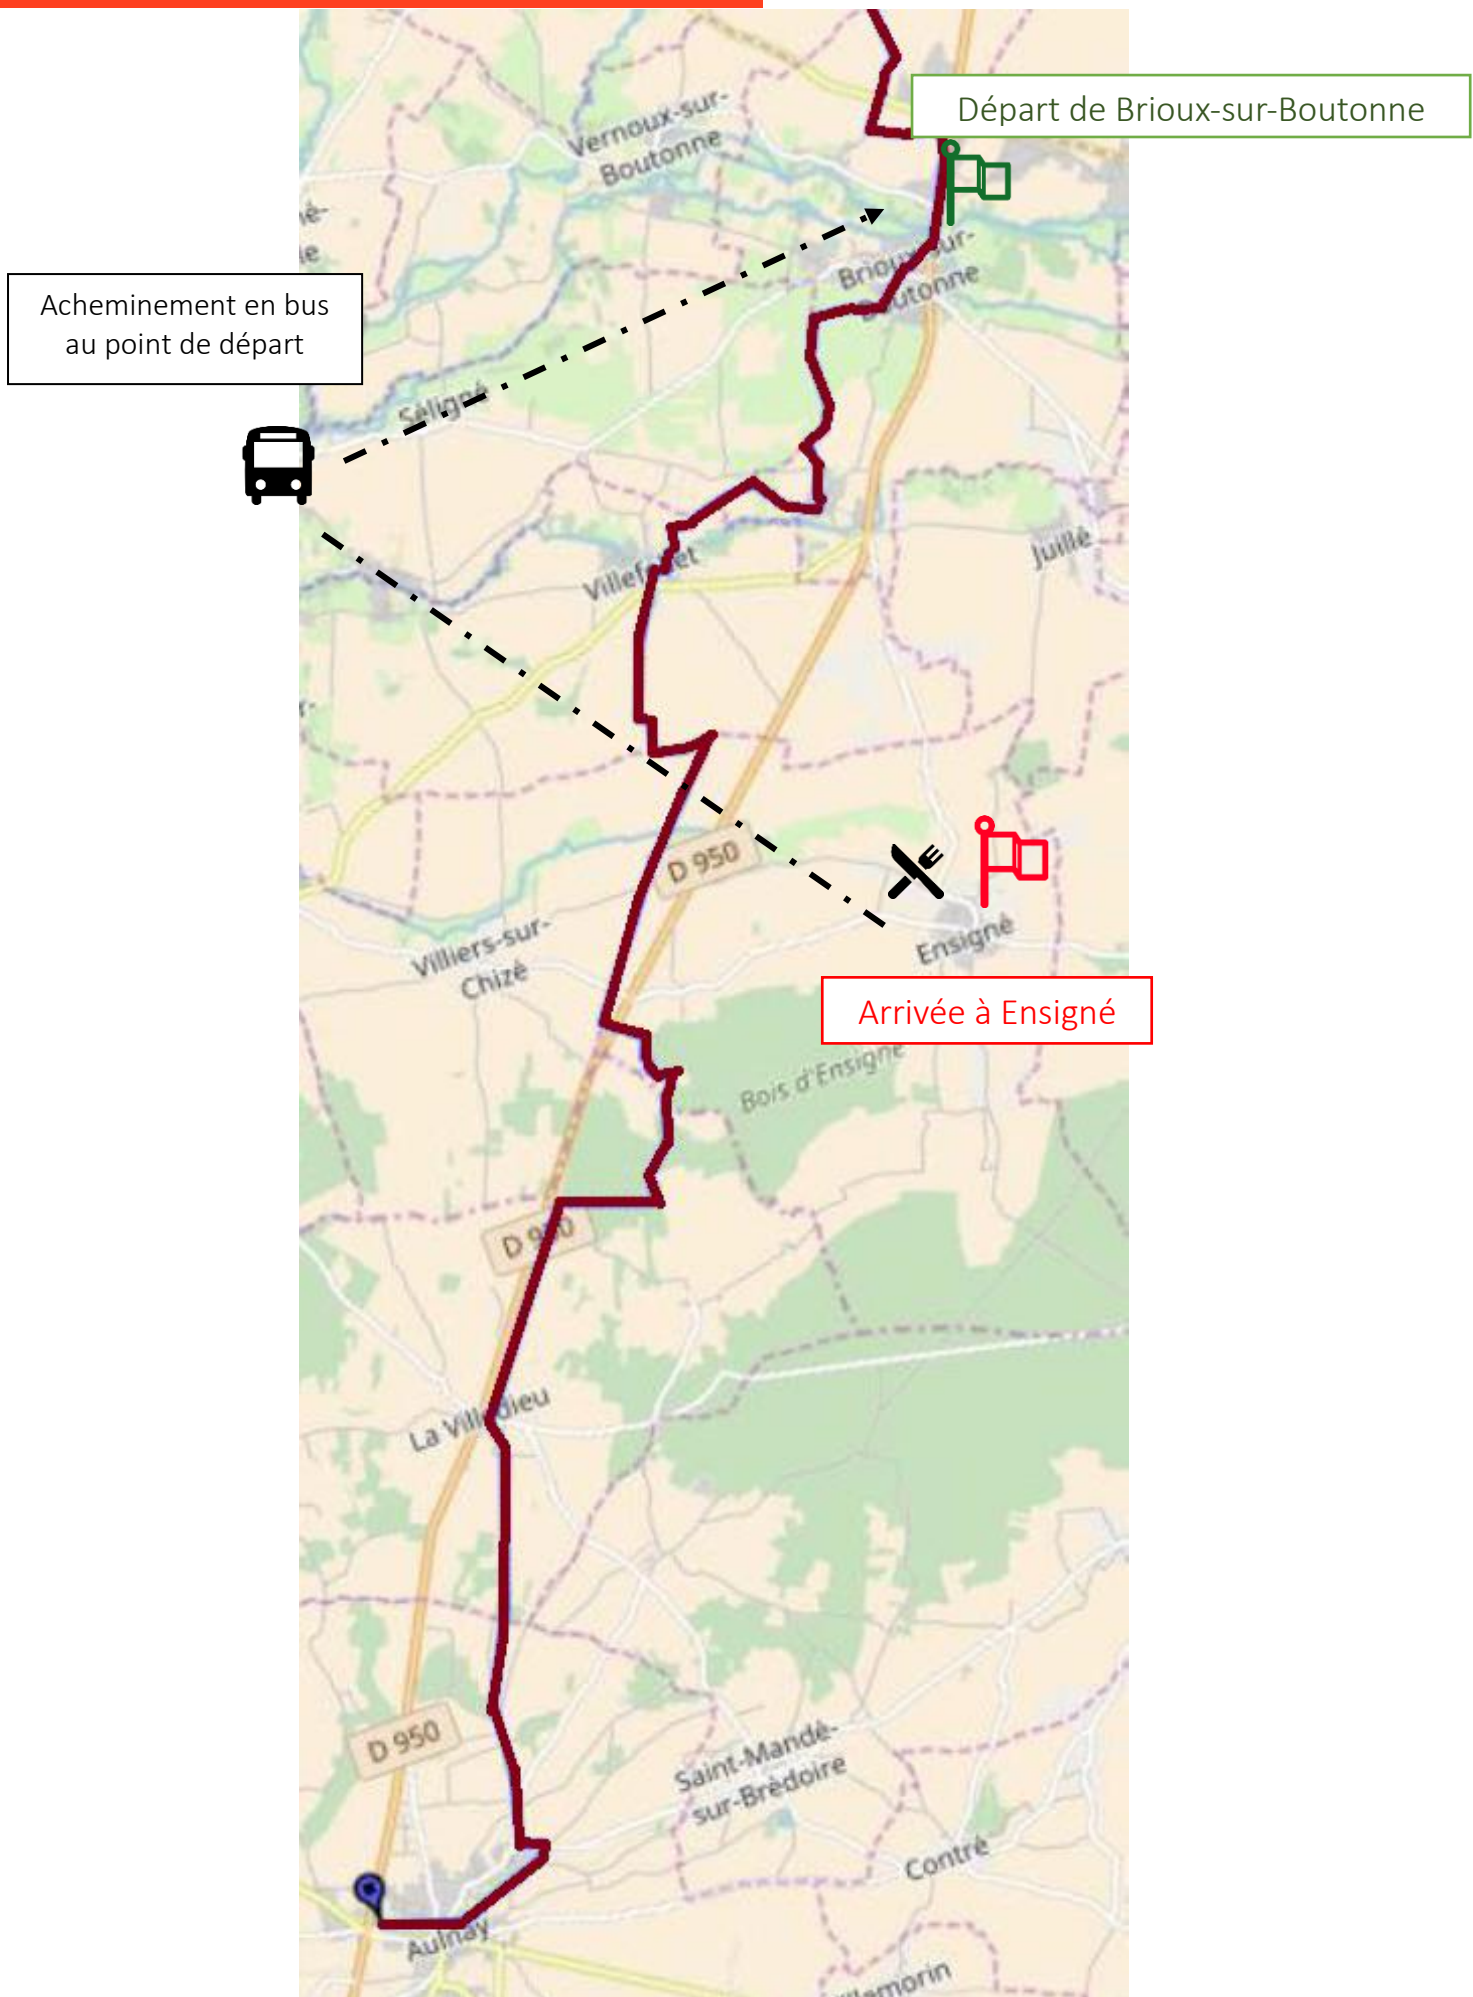 Départ de Brioux-sur-Boutonne
Vernoux-sur-
Boutonne
Brioux-sur-
Boutonne
Acheminement en bus
au point de départ
Séligné
Juillé
D 950
Villiers-sur-
Chizé
Ensigné
Arrivée à Ensigné
Bois d'Ensigné
La Villedieu
D 950
Saint-Mandé-
sur-Brédoire
Contré
Aulnay